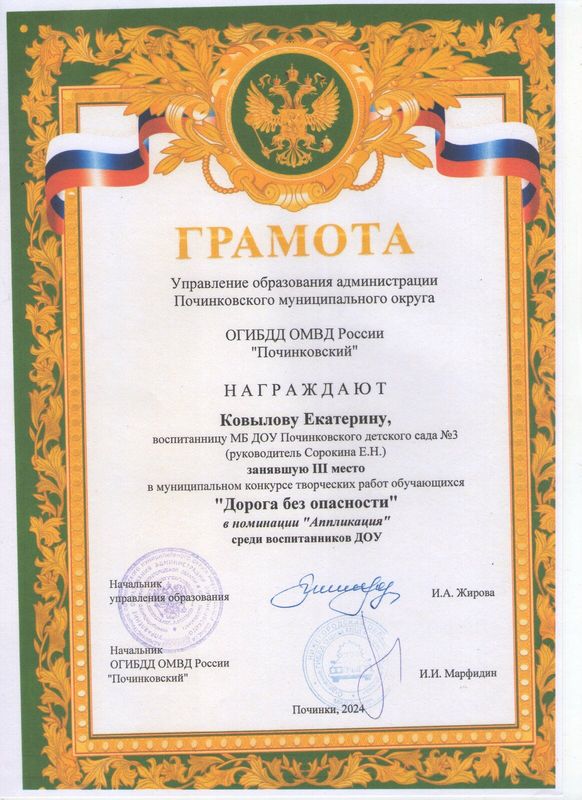 ГРАМОТА
Управление образования администрации
Починковского муниципального округа
ОГИБДД ОМВД России
"Починковский"
НАГРАЖДАЮТ
Ковылову Екатерину,
воспитанницу МБ ДОУ Починковского детского сада №3
(руководитель Сорокина Е.Н.)
занявшую III место
в муниципальном конкурсе творческих работ обучающихся
"Дорога без опасности"
в номинации "Аппликация"
среди воспитанников ДОУ
Начальник
управления образования
И.А. Жирова
Начальник
ОГИБДД ОМВД России
"Починковский"
И.И. Марфидин
Починки, 2024